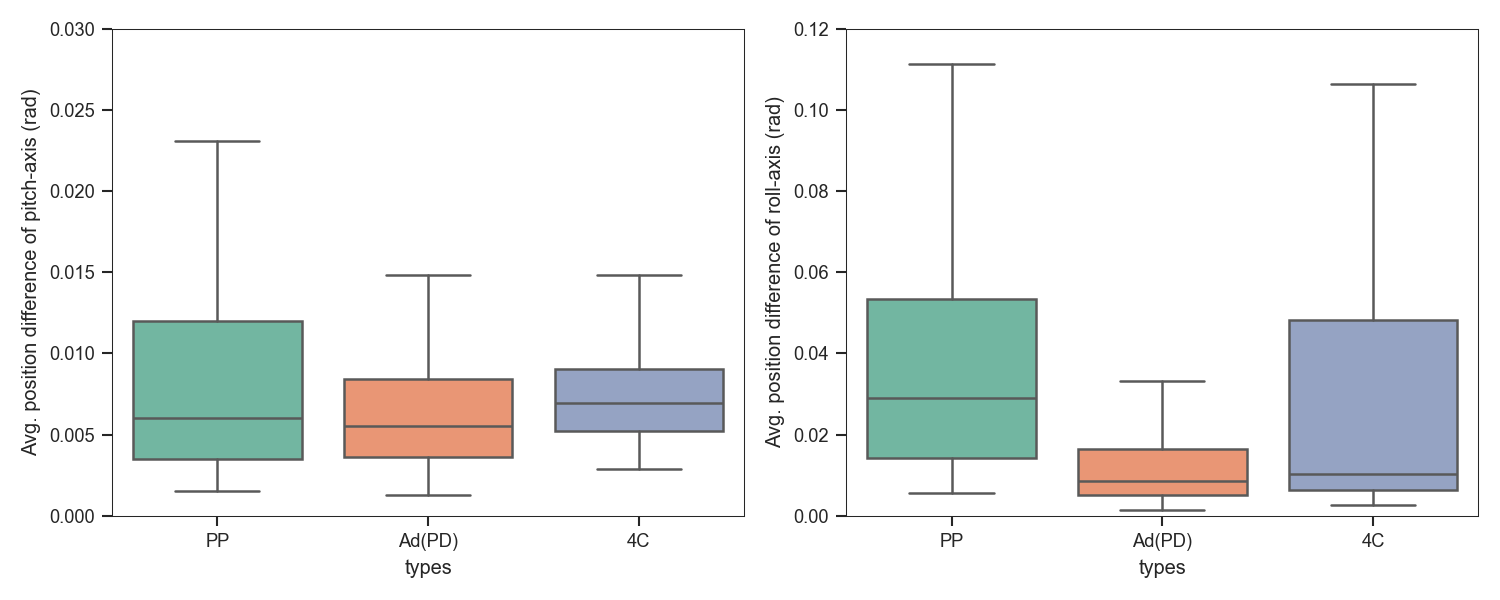 Avg. position difference of pitch-axis (rad)
0.030
0.025
0.020
0.015
0.010
0.005
0.000
PP Ad(PD) 4C
types
Avg. position difference of roll-axis (rad)
0.12
0.10
0.08
0.06
0.04
0.02
0.00
PP Ad(PD) 4C
types